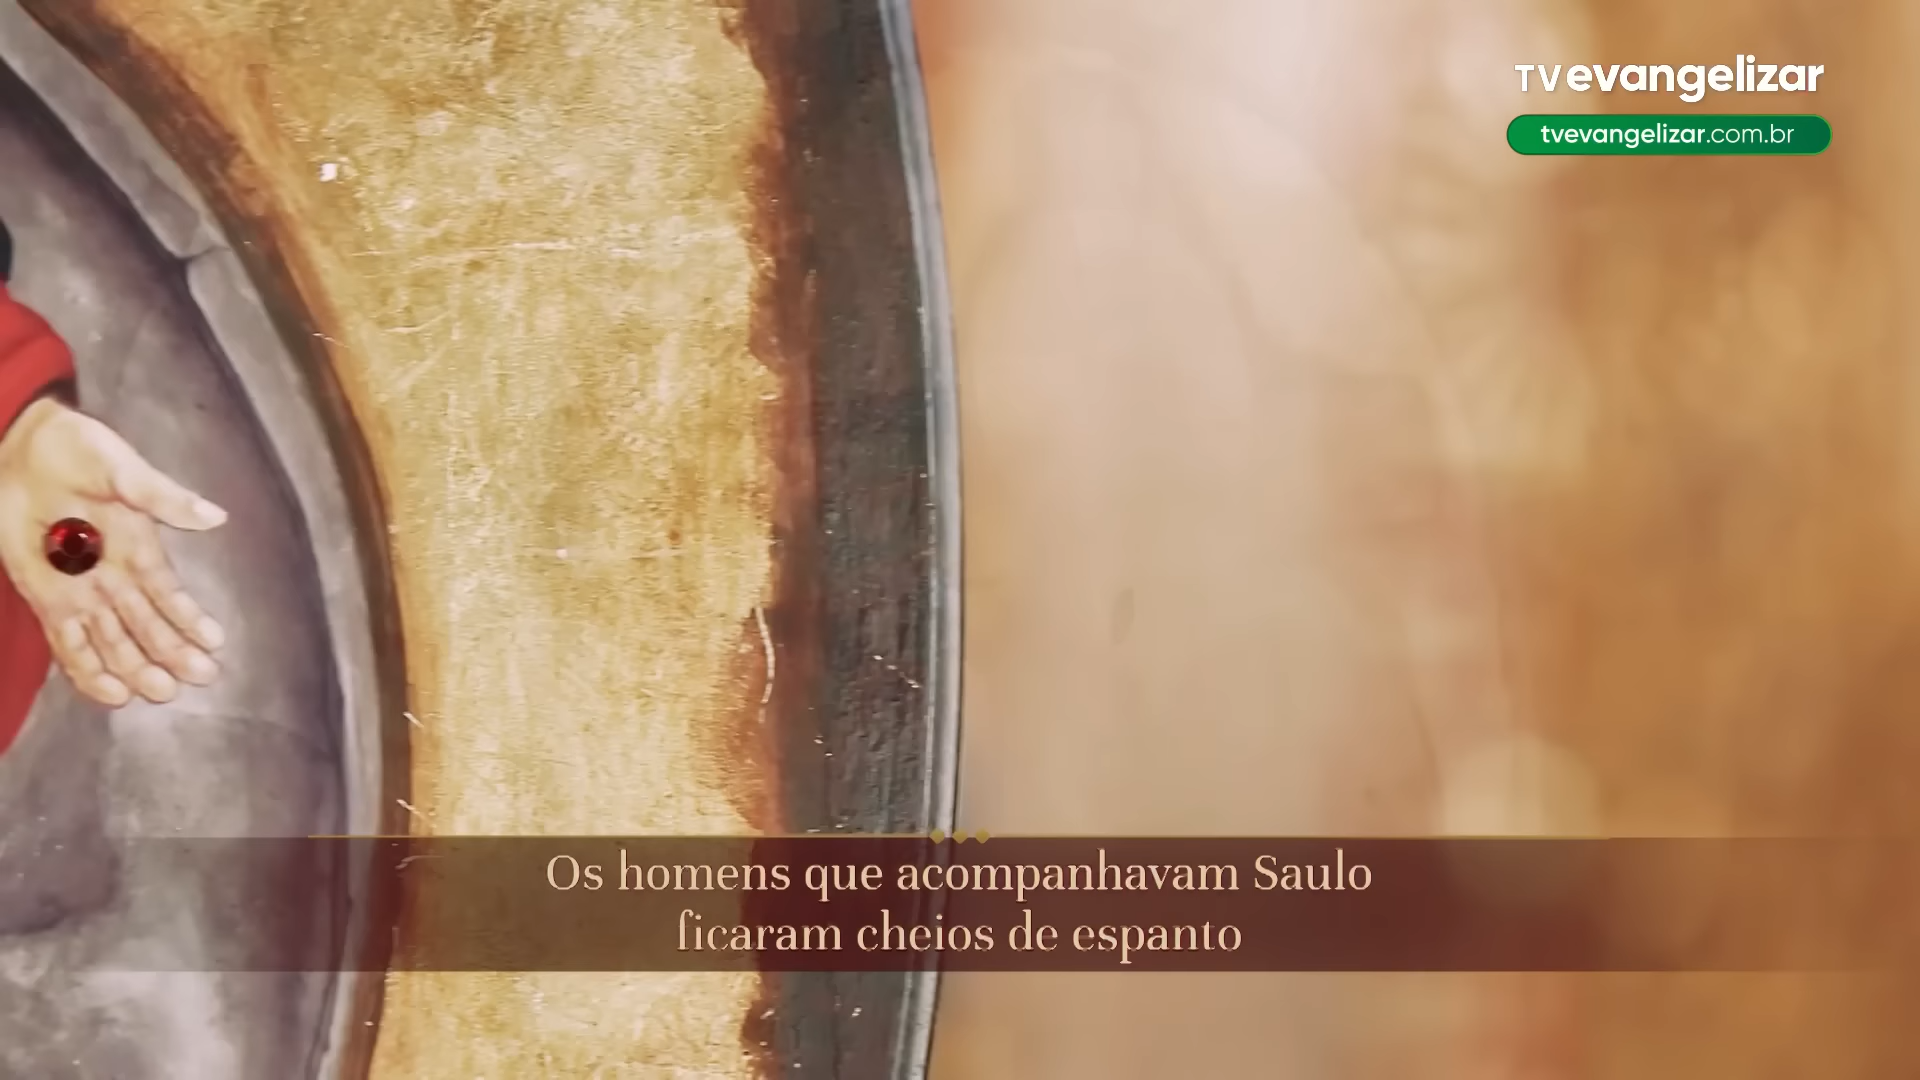 TVevangelizar
tvevangelizar.com.br
Os homens que acompanhavam Saulo
ficaram cheios de espanto